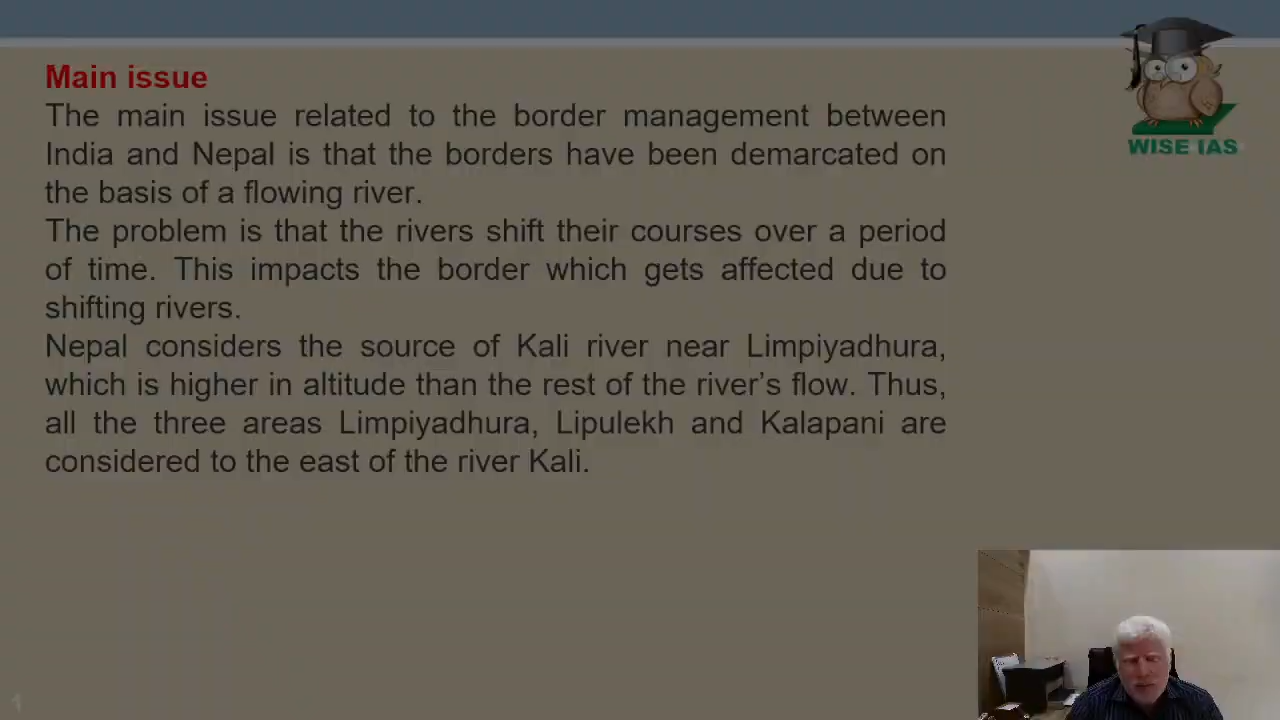 Main issue
The main issue related to the border management between
India and Nepal is that the borders have been demarcated on
the basis of a flowing river.
The problem is that the rivers shift their courses over a period
of time. This impacts the border which gets affected due to
shifting rivers.
Nepal considers the source of Kali river near Limpiyadhura,
which is higher in altitude than the rest of the river’s flow. Thus,
all the three areas Limpiyadhura, Lipulekh and Kalapani are
considered to the east of the river Kali.
WISE IAS